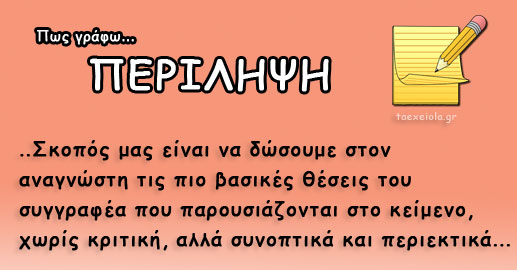 Πως γράφω...
ΠΕΡΙΛΗΨΗ
taexeiola.gr
..Σκοπός μας είναι να δώσουμε στον
αναγνώστη τις πιο βασικές θέσεις του
συγγραφέα που παρουσιάζονται στο κείμενο,
χωρίς κριτική, αλλά συνοπτικά και περιεκτικά...